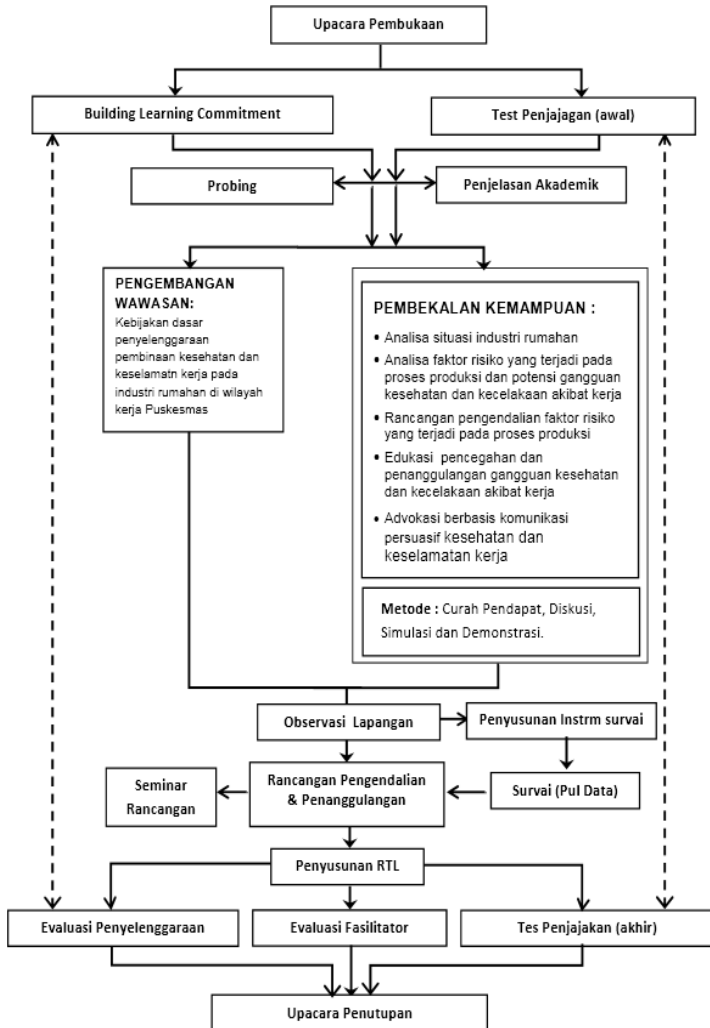 Upacara Pembukaan
Building Learning Commitment
Test Penjajagan (awal)
Probing
Penjelasan Akademik
PENGEMBANGAN
WAWASAN:
Kebijakan dasar
penyelenggaraan
pembinaan kesehatan dan
keselamatn kerja pada
industri rumahan di wilayah
kerja Puskesmas
PEMBEKALAN KEMAMPUAN :
• Analisa situasi industri rumahan
• Analisa faktor risiko yang terjadi pada
proses produksi dan potensi gangguan
kesehatan dan kecelakaan akibat kerja
• Rancangan pengendalian faktor risiko
yang terjadi pada proses produksi
• Edukasi pencegahan dan
penanggulangan gangguan kesehatan
dan kecelakaan akibat kerja
• Advokasi berbasis komunikasi
persuasif kesehatan dan
keselamatan kerja
Metode : Curah Pendapat, Diskusi,
Simulasi dan Demonstrasi.
Observasi Lapangan
Penyusunan Instrm survai
Seminar
Rancangan
Rancangan Pengendalian
& Penanggulangan
Survai (Pul Data)
Penyusunan RTL
Evaluasi Penyelenggaraan
Evaluasi Fasilitator
Tes Penjajakan (akhir)
Upacara Penutupan